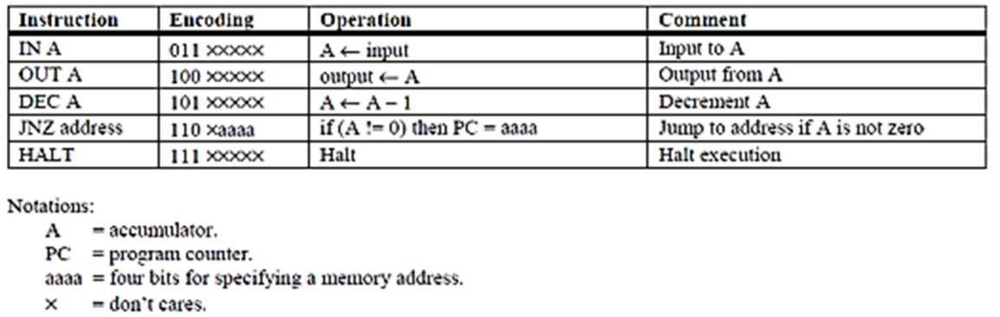 Instruction Encoding Operation Comment
IN A 011 ××××× A ← input Input to A
OUT A 100 ××××× output ← A Output from A
DEC A 101 ××××× A ← A – 1 Decrement A
JNZ address 110 ×aaaa if (A != 0) then PC = aaaa Jump to address if A is not zero
HALT 111 ××××× Halt Halt execution
Notations:
A = accumulator.
PC = program counter.
aaaa = four bits for specifying a memory address.
× = don't cares.